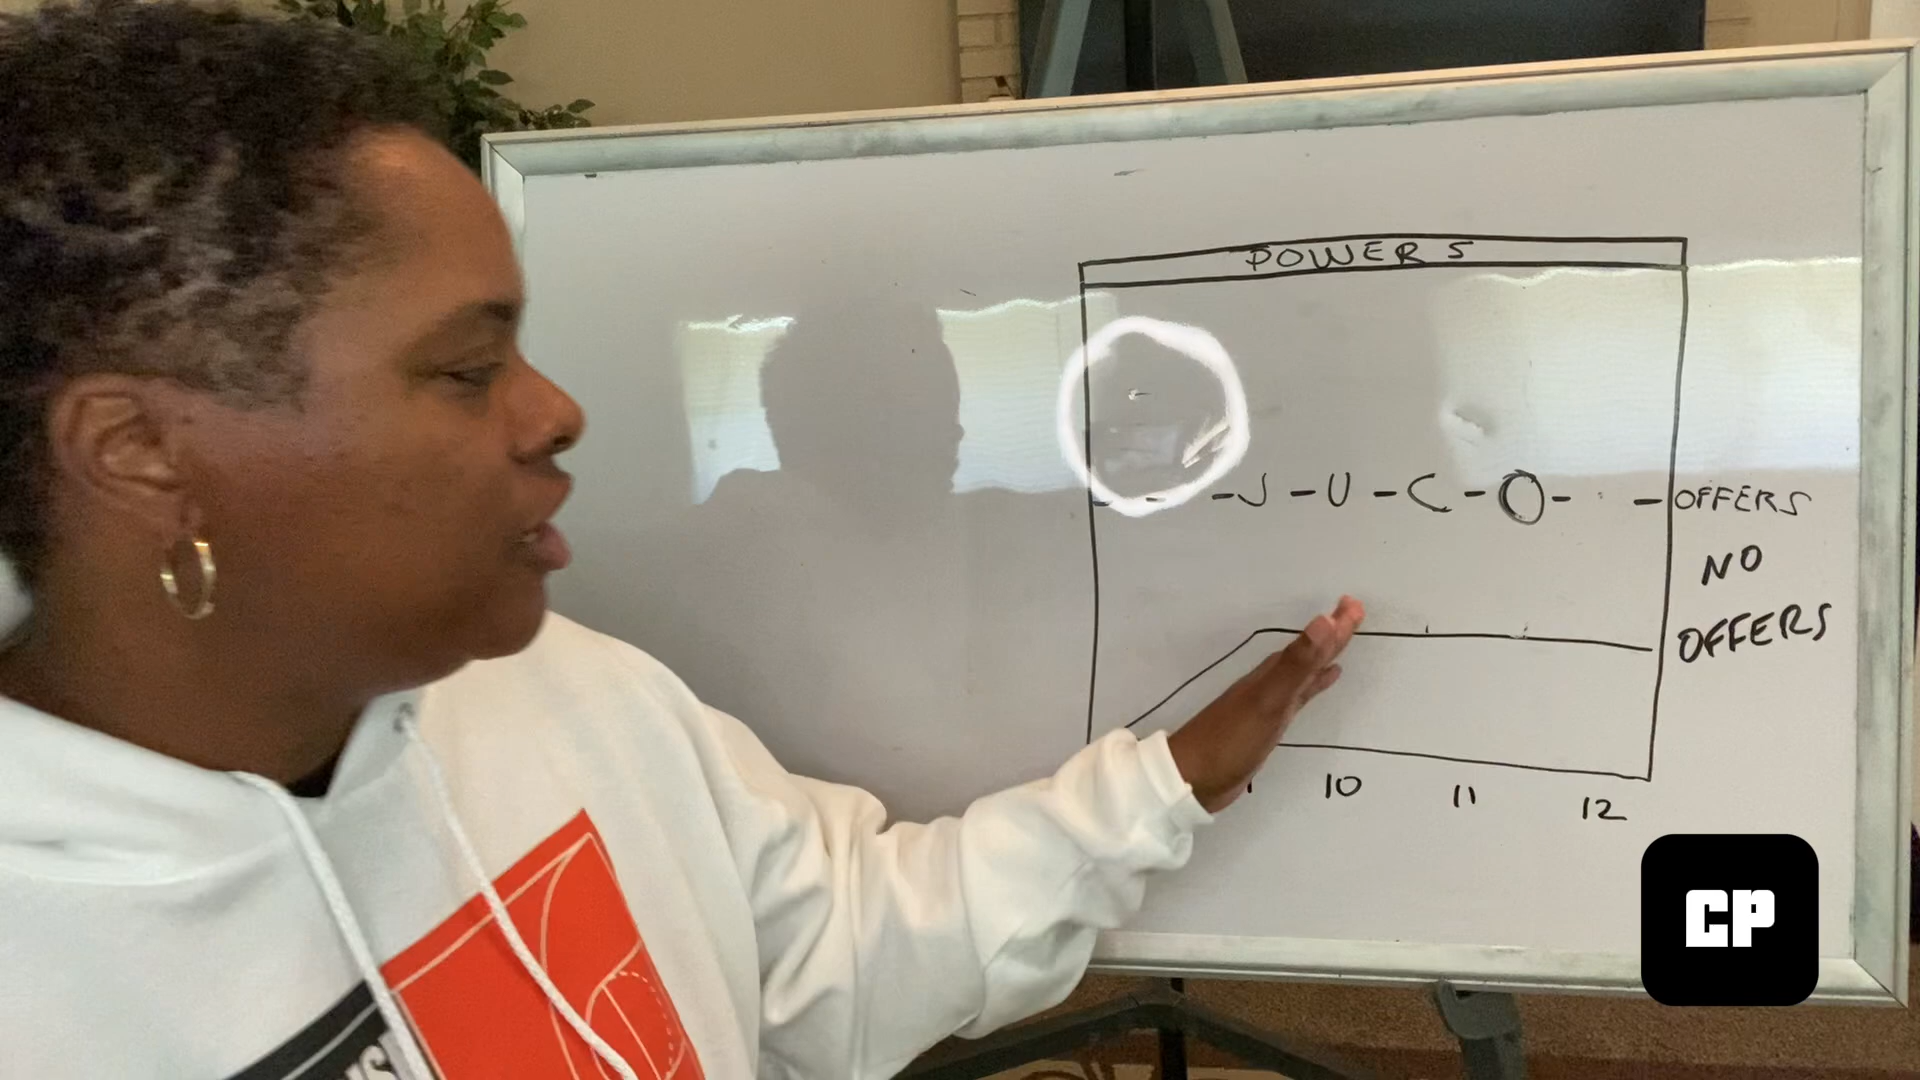 POWER 5
- J - U - C - O - - OFFERS
NO
OFFERS
10 11 12
CP